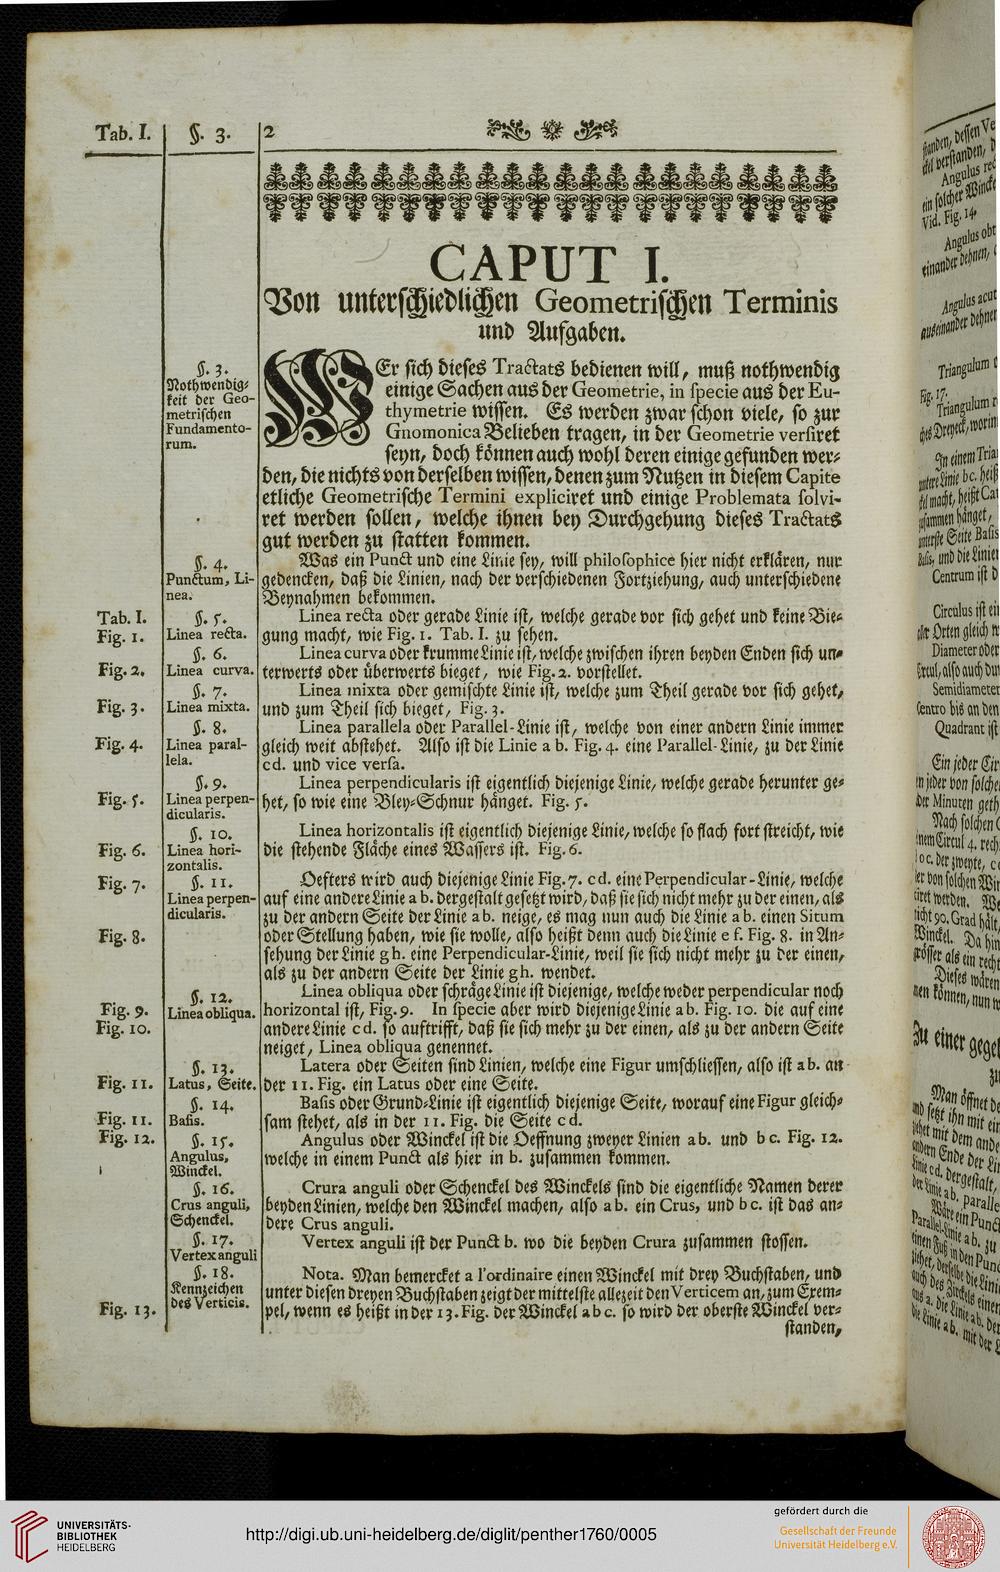 Tab. I. §. 3. 2
CAPUT I.
Von unterschiedlichen Geometrischen Terminis
und Aufgaben.
§. 3.
Nothwendig-
keit der Geo-
metrischen
Fundamento-
rum.
WEr sich dieses Tractats bedienen will, muß nothwendig
einige Sachen aus der Geometrie, in specie aus der Eu-
thymetrie wissen. Es werden zwar schon viele, so zur
Gnomonica Belieben tragen, in der Geometrie versiret
seyn, doch können auch wohl deren einige gefunden wer-
den, die nichts von derselben wissen, denen zum Nutzen in diesem Capite
etliche Geometrische Termini expliciret und einige Problemata solvi-
ret werden sollen, welche ihnen bey Durchgehung dieses Tractats
gut werden zu statten kommen.
§. 4.
Punctum, Li-
nea.
Was ein Punct und eine Linie sey, will philosophice hier nicht erklären, nur
gedencken, daß die Linien, nach der verschiedenen Fortziehung, auch unterschiedene
Beynahmen bekommen.
Tab. I.
Fig. 1.
§. 5.
Linea recta.
Linea recta oder gerade Linie ist, welche gerade vor sich gehet und keine Bie-
gung macht, wie Fig. 1. Tab. I. zu sehen.
Fig. 2.
§. 6.
Linea curva.
Linea curva oder krumme Linie ist, welche zwischen ihren beyden Enden sich un-
terwerts oder überwerts bieget, wie Fig. 2. vorstellet.
Fig. 3.
§. 7.
Linea mixta.
Linea mixta oder gemischte Linie ist, welche zum Theil gerade vor sich gehet,
und zum Theil sich bieget, Fig. 3.
Fig. 4.
§. 8.
Linea paral-
lela.
Linea parallela oder Parallel-Linie ist, welche von einer andern Linie immer
gleich weit abstehet. Also ist die Linie a b. Fig. 4. eine Parallel-Linie, zu der Linie
c d. und vice versa.
Fig. 5.
§. 9.
Linea perpen-
dicularis.
Linea perpendicularis ist eigentlich diejenige Linie, welche gerade herunter ge-
het, so wie eine Bley-Schnur hänget. Fig. 5.
Fig. 6.
§. 10.
Linea hori-
zontalis.
Linea horizontalis ist eigentlich diejenige Linie, welche so flach fort streicht, wie
die stehende Fläche eines Wassers ist. Fig. 6.
Fig. 7.
Fig. 8.
§. 11.
Linea perpen-
dicularis.
Oefters wird auch diejenige Linie Fig. 7. c d. eine Perpendicular-Linie, welche
auf eine andere Linie a b. dergestalt gesetzt wird, daß sie sich nicht mehr zu der einen, als
zu der andern Seite der Linie a b. neige, es mag nun auch die Linie a b. einen Situm
oder Stellung haben, wie sie wolle, also heißt denn auch die Linie e f. Fig. 8. in An-
sehung der Linie g h. eine Perpendicular-Linie, weil sie sich nicht mehr zu der einen,
als zu der andern Seite der Linie g h. wendet.
Fig. 9.
Fig. 10.
§. 12.
Linea obliqua.
Linea obliqua oder schräge Linie ist diejenige, welche weder perpendicular noch
horizontal ist, Fig. 9. In specie aber wird diejenige Linie a b. Fig. 10. die auf eine
andere Linie c d. so auftrifft, daß sie sich mehr zu der einen, als zu der andern Seite
neiget, Linea obliqua genennet.
Fig. 11.
§. 13.
Latus, Seite.
Latera oder Seiten sind Linien, welche eine Figur umschliessen, also ist a b. an
der 11. Fig. ein Latus oder eine Seite.
Fig. 11.
§. 14.
Basis.
Basis oder Grund-Linie ist eigentlich diejenige Seite, worauf eine Figur gleich-
sam stehet, als in der 11. Fig. die Seite c d.
Fig. 12.
§. 15.
Angulus,
Winckel.
Angulus oder Winckel ist die Oeffnung zweyer Linien a b. und b c. Fig. 12.
welche in einem Punct als hier in b. zusammen kommen.
§. 16.
Crus anguli,
Schenckel.
Crura anguli oder Schenckel des Winckels sind die eigentliche Namen derer
beyden Linien, welche den Winckel machen, also a b. ein Crus, und b c. ist das an-
dere Crus anguli.
§. 17.
Vertex anguli
Vertex anguli ist der Punct b. wo die beyden Crura zusammen stossen.
Fig. 13.
§. 18.
Kennzeichen
des Verticis.
Nota. Man bemercket a l'ordinaire einen Winckel mit drey Buchstaben, und
unter diesen dreyen Buchstaben zeigt der mittelste allezeit den Verticem an, zum Exem-
pel, wenn es heißt in der 13. Fig. der Winckel a b c. so wird der oberste Winckel ver-
standen,
standen, dessen
Vid. Fig. 14.
Fig. 17.
Centrum ist
Circulus ist
Diameter oder
Semidiameter
Quadrant ist
UNIVERSITÄTS-
BIBLIOTHEK
HEIDELBERG
http://digi.ub.uni-heidelberg.de/diglit/penther1760/0005
gefördert durch die
Gesellschaft der Freunde
Universität Heidelberg e.V.